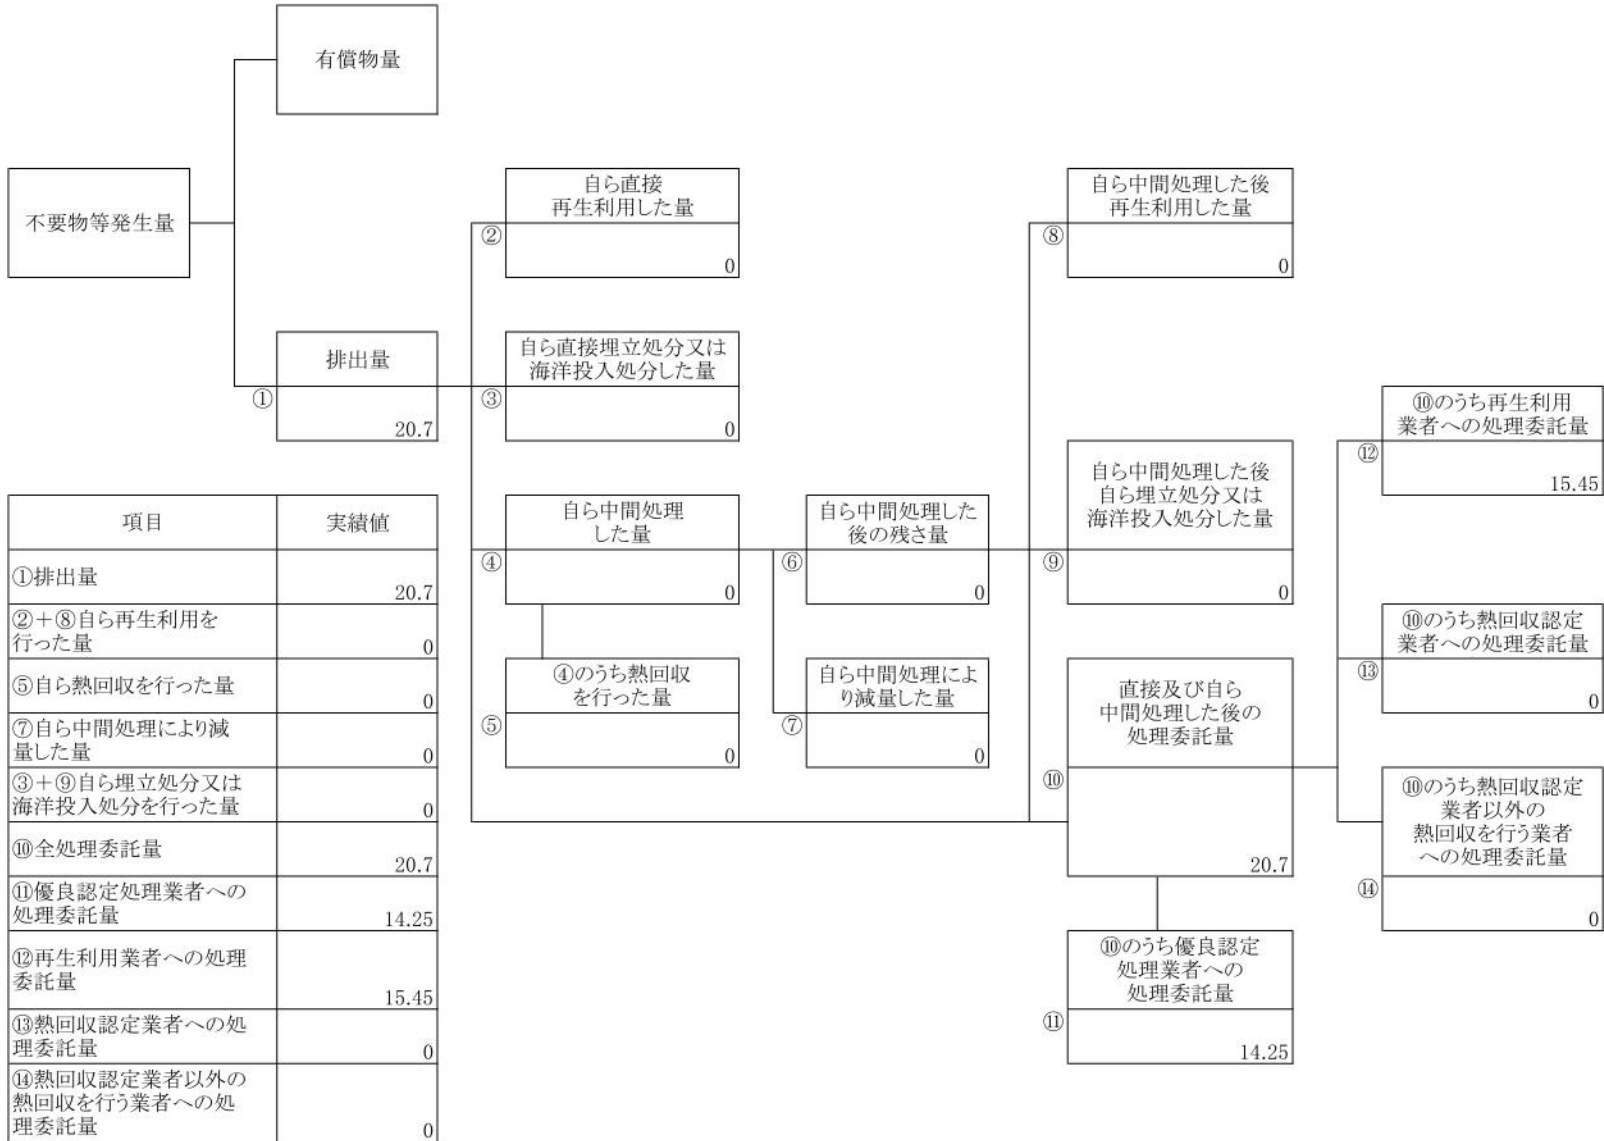 有償物量
不要物等発生量
自ら直接
再生利用した量
②
0
自ら中間処理した後
再生利用した量
⑧
0
排出量
①
20.7
自ら直接埋立処分又は
海洋投入処分した量
③
0
⑩のうち再生利用
業者への処理委託量
⑫
15.45
自ら中間処理
した量
④
0
自ら中間処理した
後の残さ量
⑥
0
自ら中間処理した後
自ら埋立処分又は
海洋投入処分した量
⑨
0
⑩のうち熱回収認定
業者への処理委託量
⑬
0
④のうち熱回収
を行った量
⑤
0
自ら中間処理によ
り減量した量
⑦
0
直接及び自ら
中間処理した後の
処理委託量
⑩
20.7
⑩のうち熱回収認定
業者以外の
熱回収を行う業者
への処理委託量
⑭
0
⑩のうち優良認定
処理業者への
処理委託量
⑪
14.25
項目 実績値
①排出量
20.7
②＋⑧自ら再生利用を
行った量
0
⑤自ら熱回収を行った量
0
⑦自ら中間処理により減
量した量
0
③＋⑨自ら埋立処分又は
海洋投入処分を行った量
0
⑩全処理委託量
20.7
⑪優良認定処理業者への
処理委託量
14.25
⑫再生利用業者への処理
委託量
15.45
⑬熱回収認定業者への処
理委託量
0
⑭熱回収認定業者以外の
熱回収を行う業者への処
理委託量
0